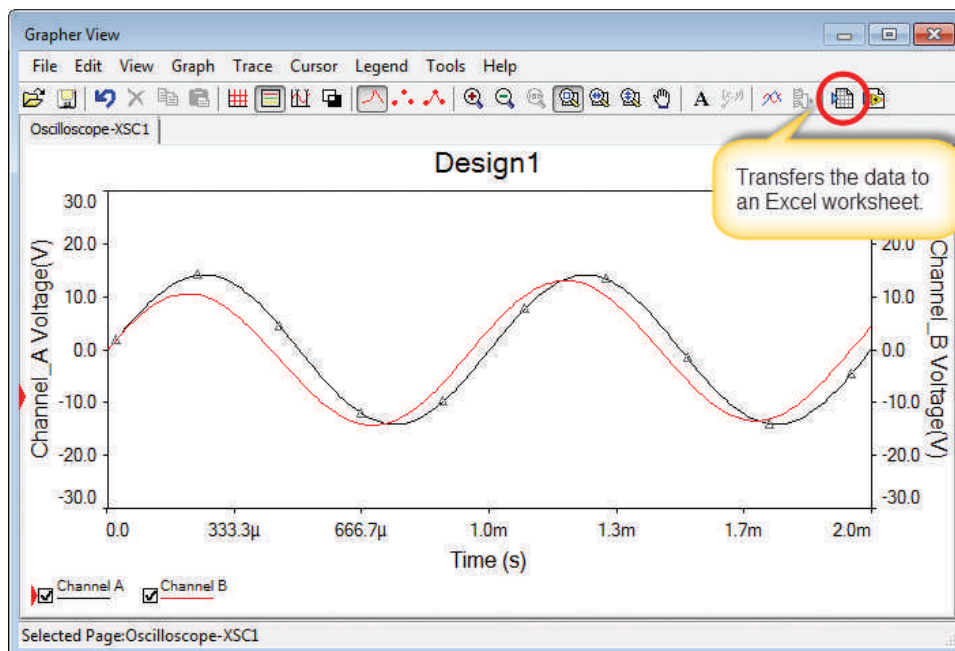 Grapher View
File Edit View Graph Trace Cursor Legend Tools Help
A
Oscilloscope-XSC1
Design1
Transfers the data to
an Excel worksheet.
Channel_A Voltage(V)
30.0
20.0
10.0
0.0
-10.0
-20.0
-30.0
20.0
10.0
0.0
-10.0
-20.0
-30.0
Channel_B Voltage(V)
0.0 333.3µ 666.7µ 1.0m 1.3m 1.7m 2.0m
Time (s)
Channel A Channel B
Selected Page:Oscilloscope-XSC1